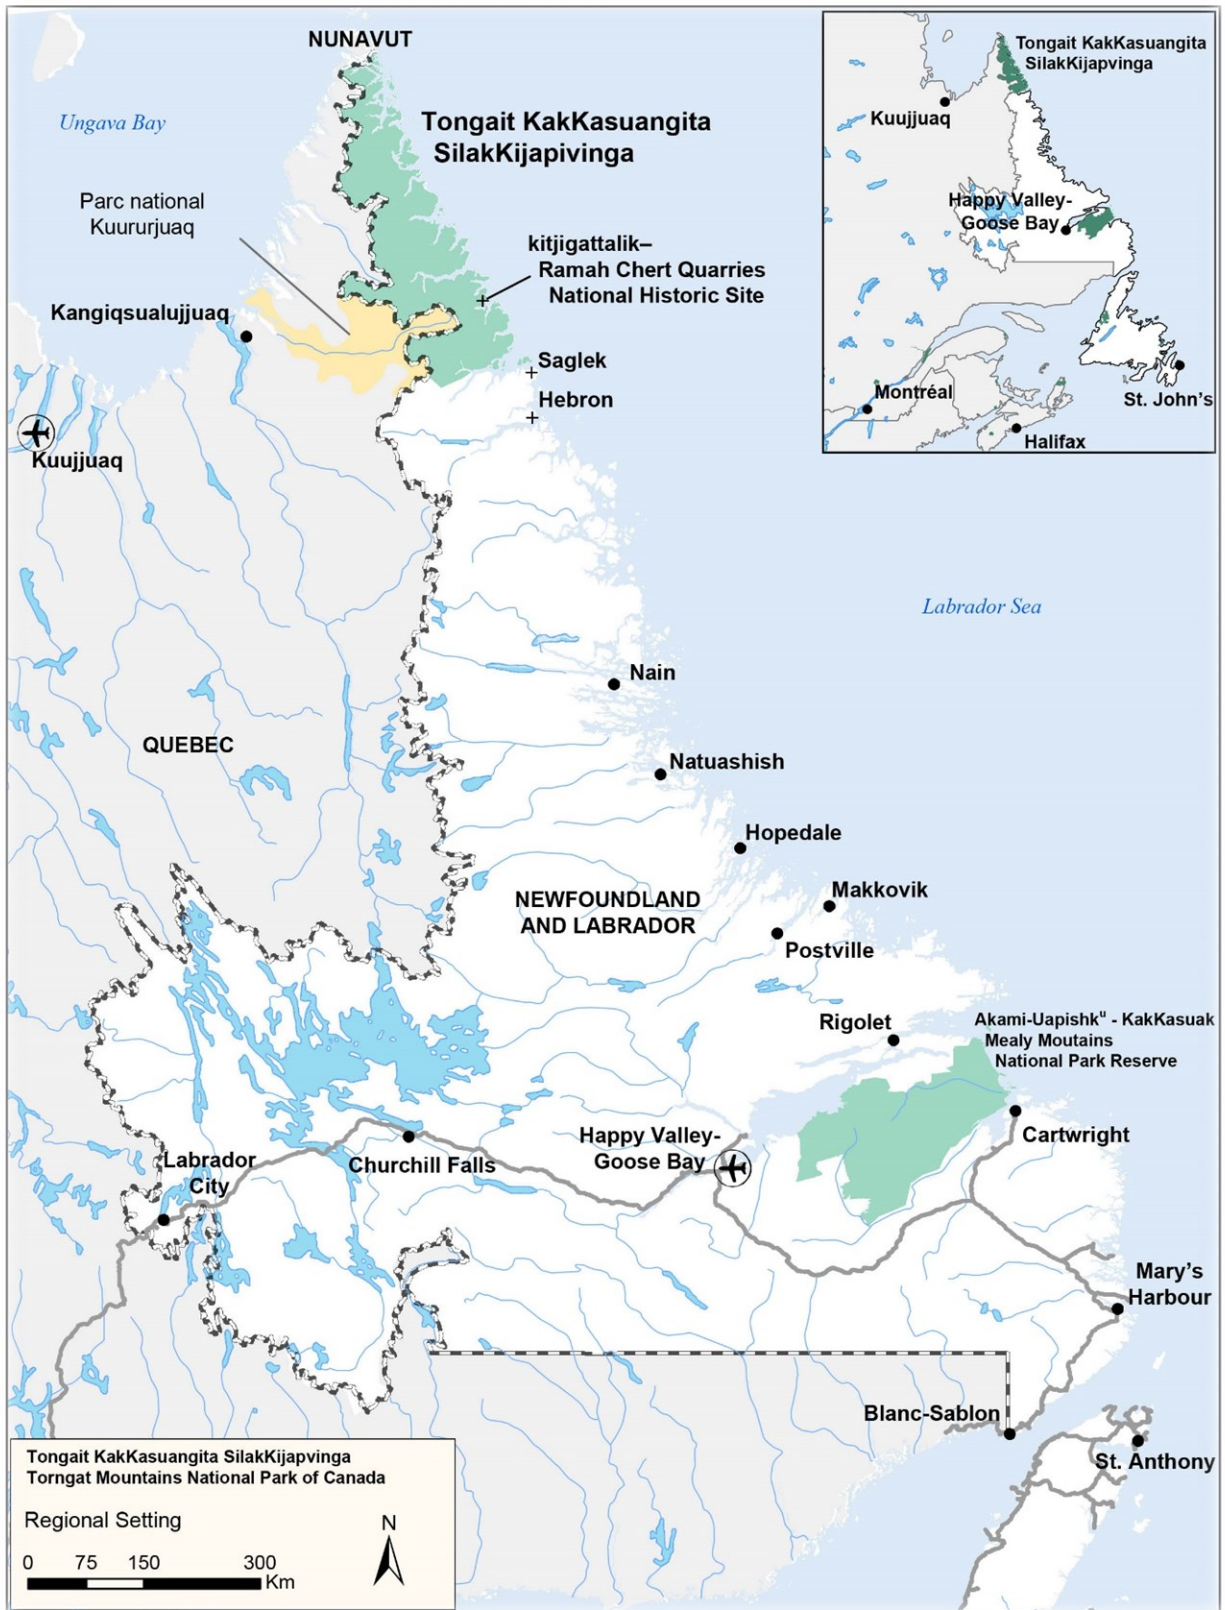 NUNAVUT
Ungava Bay
Tongait KakKasuangita
SilakKijapivinga
Parc national
Kuururjuaq
kitjigattalik–
Ramah Chert Quarries
National Historic Site
Kangiqsualujjuaq
Saglek
Hebron
Kuujjuaq
Tongait KakKasuangita
SilakKijapvinga
Kuujjuaq
Happy Valley-
Goose Bay
Montréal
St. John's
Halifax
Labrador Sea
Nain
QUEBEC
Natuashish
Hopedale
NEWFOUNDLAND
AND LABRADOR
Makkovik
Postville
Rigolet
Akami-Uapishkᵘ - KakKasuak
Mealy Moutains
National Park Reserve
Cartwright
Happy Valley-
Goose Bay
Churchill Falls
Labrador
City
Mary's
Harbour
Blanc-Sablon
St. Anthony
Tongait KakKasuangita SilakKijapvinga
Torngat Mountains National Park of Canada
Regional Setting
N
0 75 150 300
Km